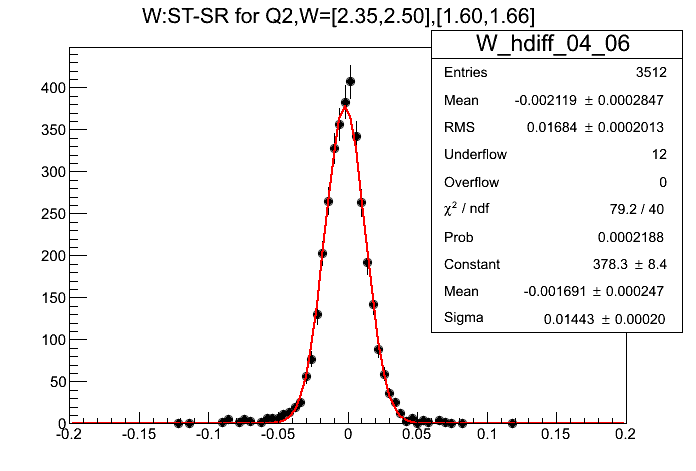 W:ST-SR for Q2,W=[2.35,2.50],[1.60,1.66]
W_hdiff_04_06
Entries 3512
Mean -0.002119 ± 0.0002847
RMS 0.01684 ± 0.0002013
Underflow 12
Overflow 0
χ² / ndf 79.2 / 40
Prob 0.0002188
Constant 378.3 ± 8.4
Mean -0.001691 ± 0.000247
Sigma 0.01443 ± 0.00020
400
350
300
250
200
150
100
50
0
-0.2 -0.15 -0.1 -0.05 0 0.05 0.1 0.15 0.2